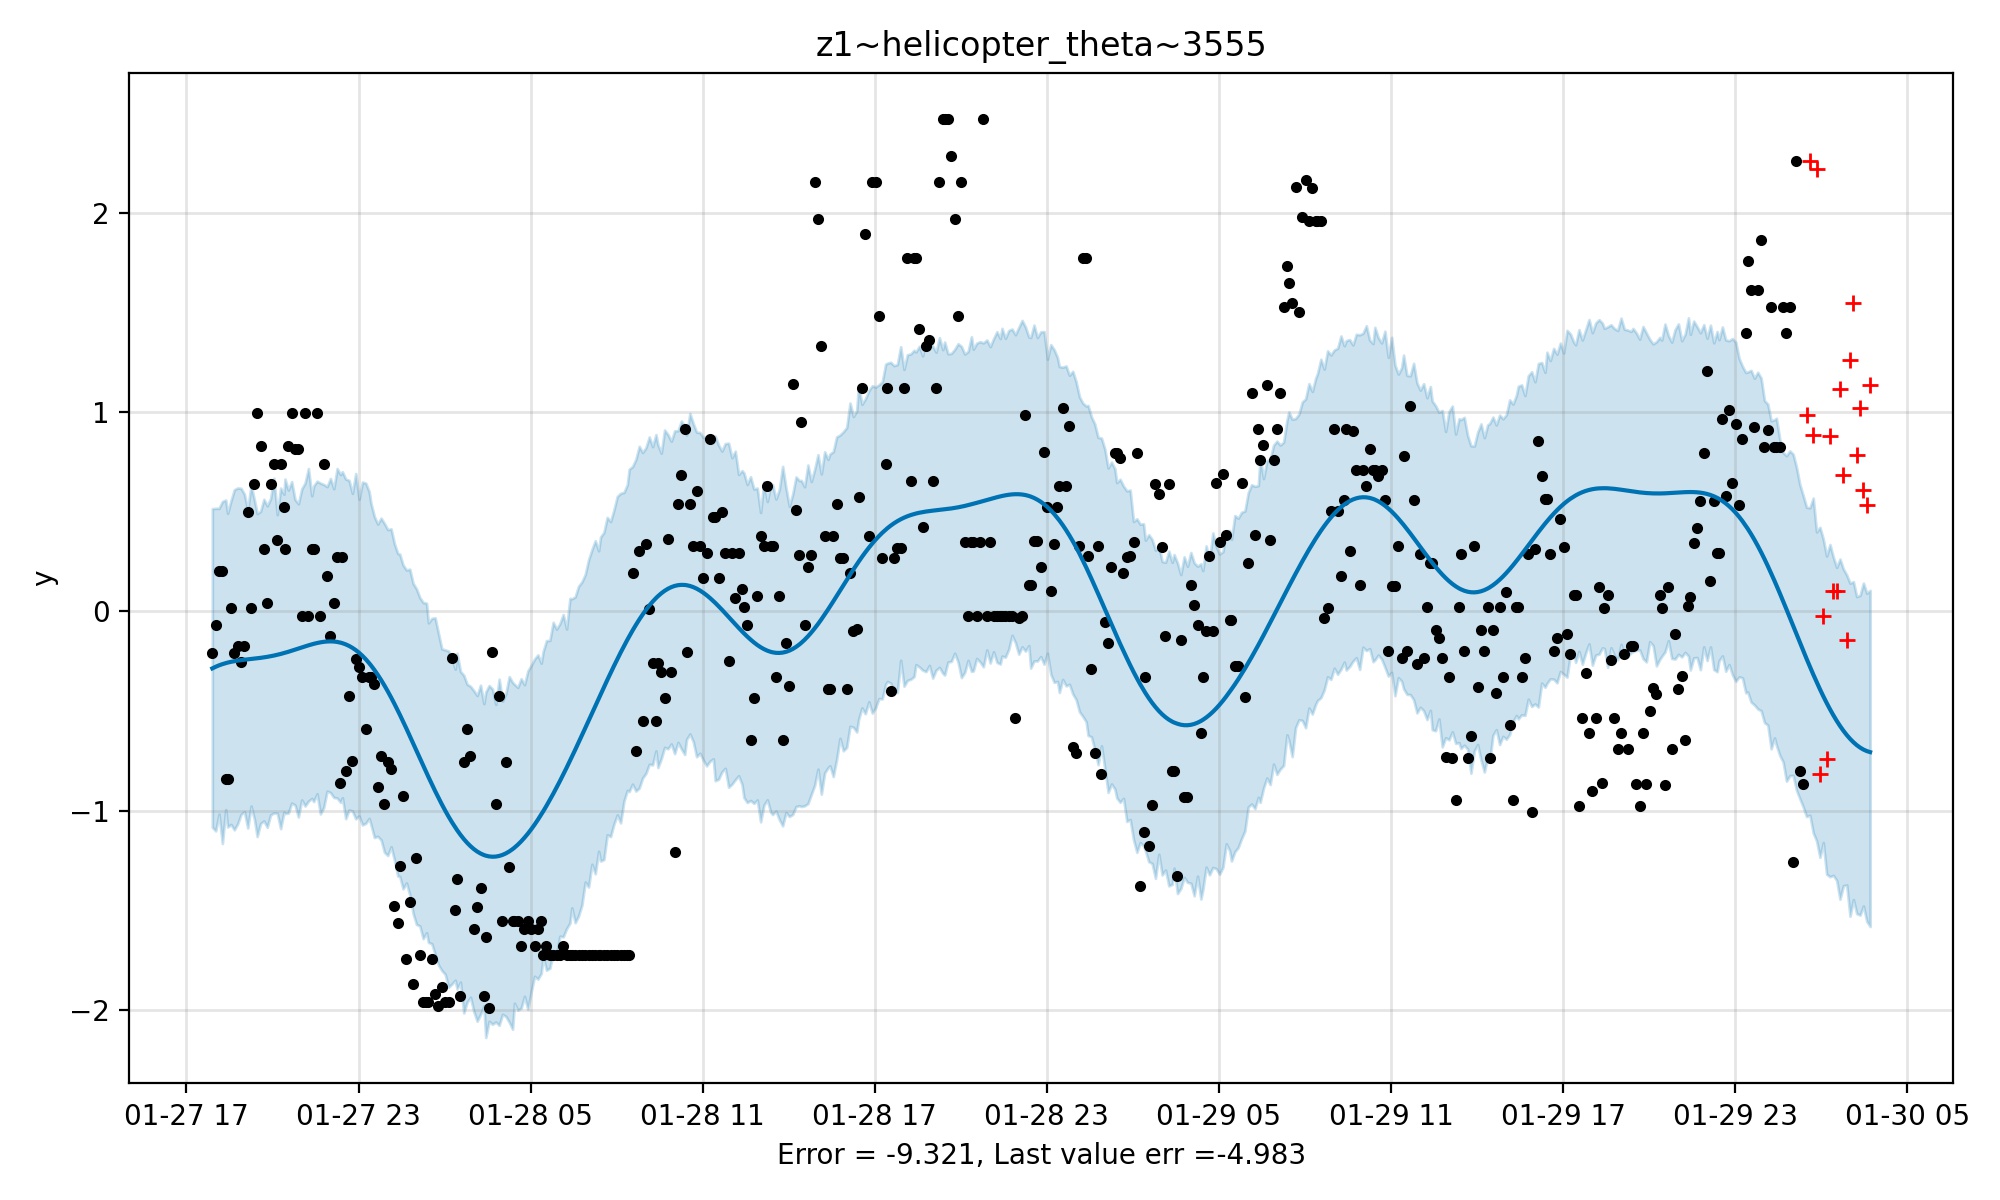 z1~helicopter_theta~3555
y
2
1
0
−1
−2
01-27 17 01-27 23 01-28 05 01-28 11 01-28 17 01-28 23 01-29 05 01-29 11 01-29 17 01-29 23 01-30 05
Error = -9.321, Last value err =-4.983